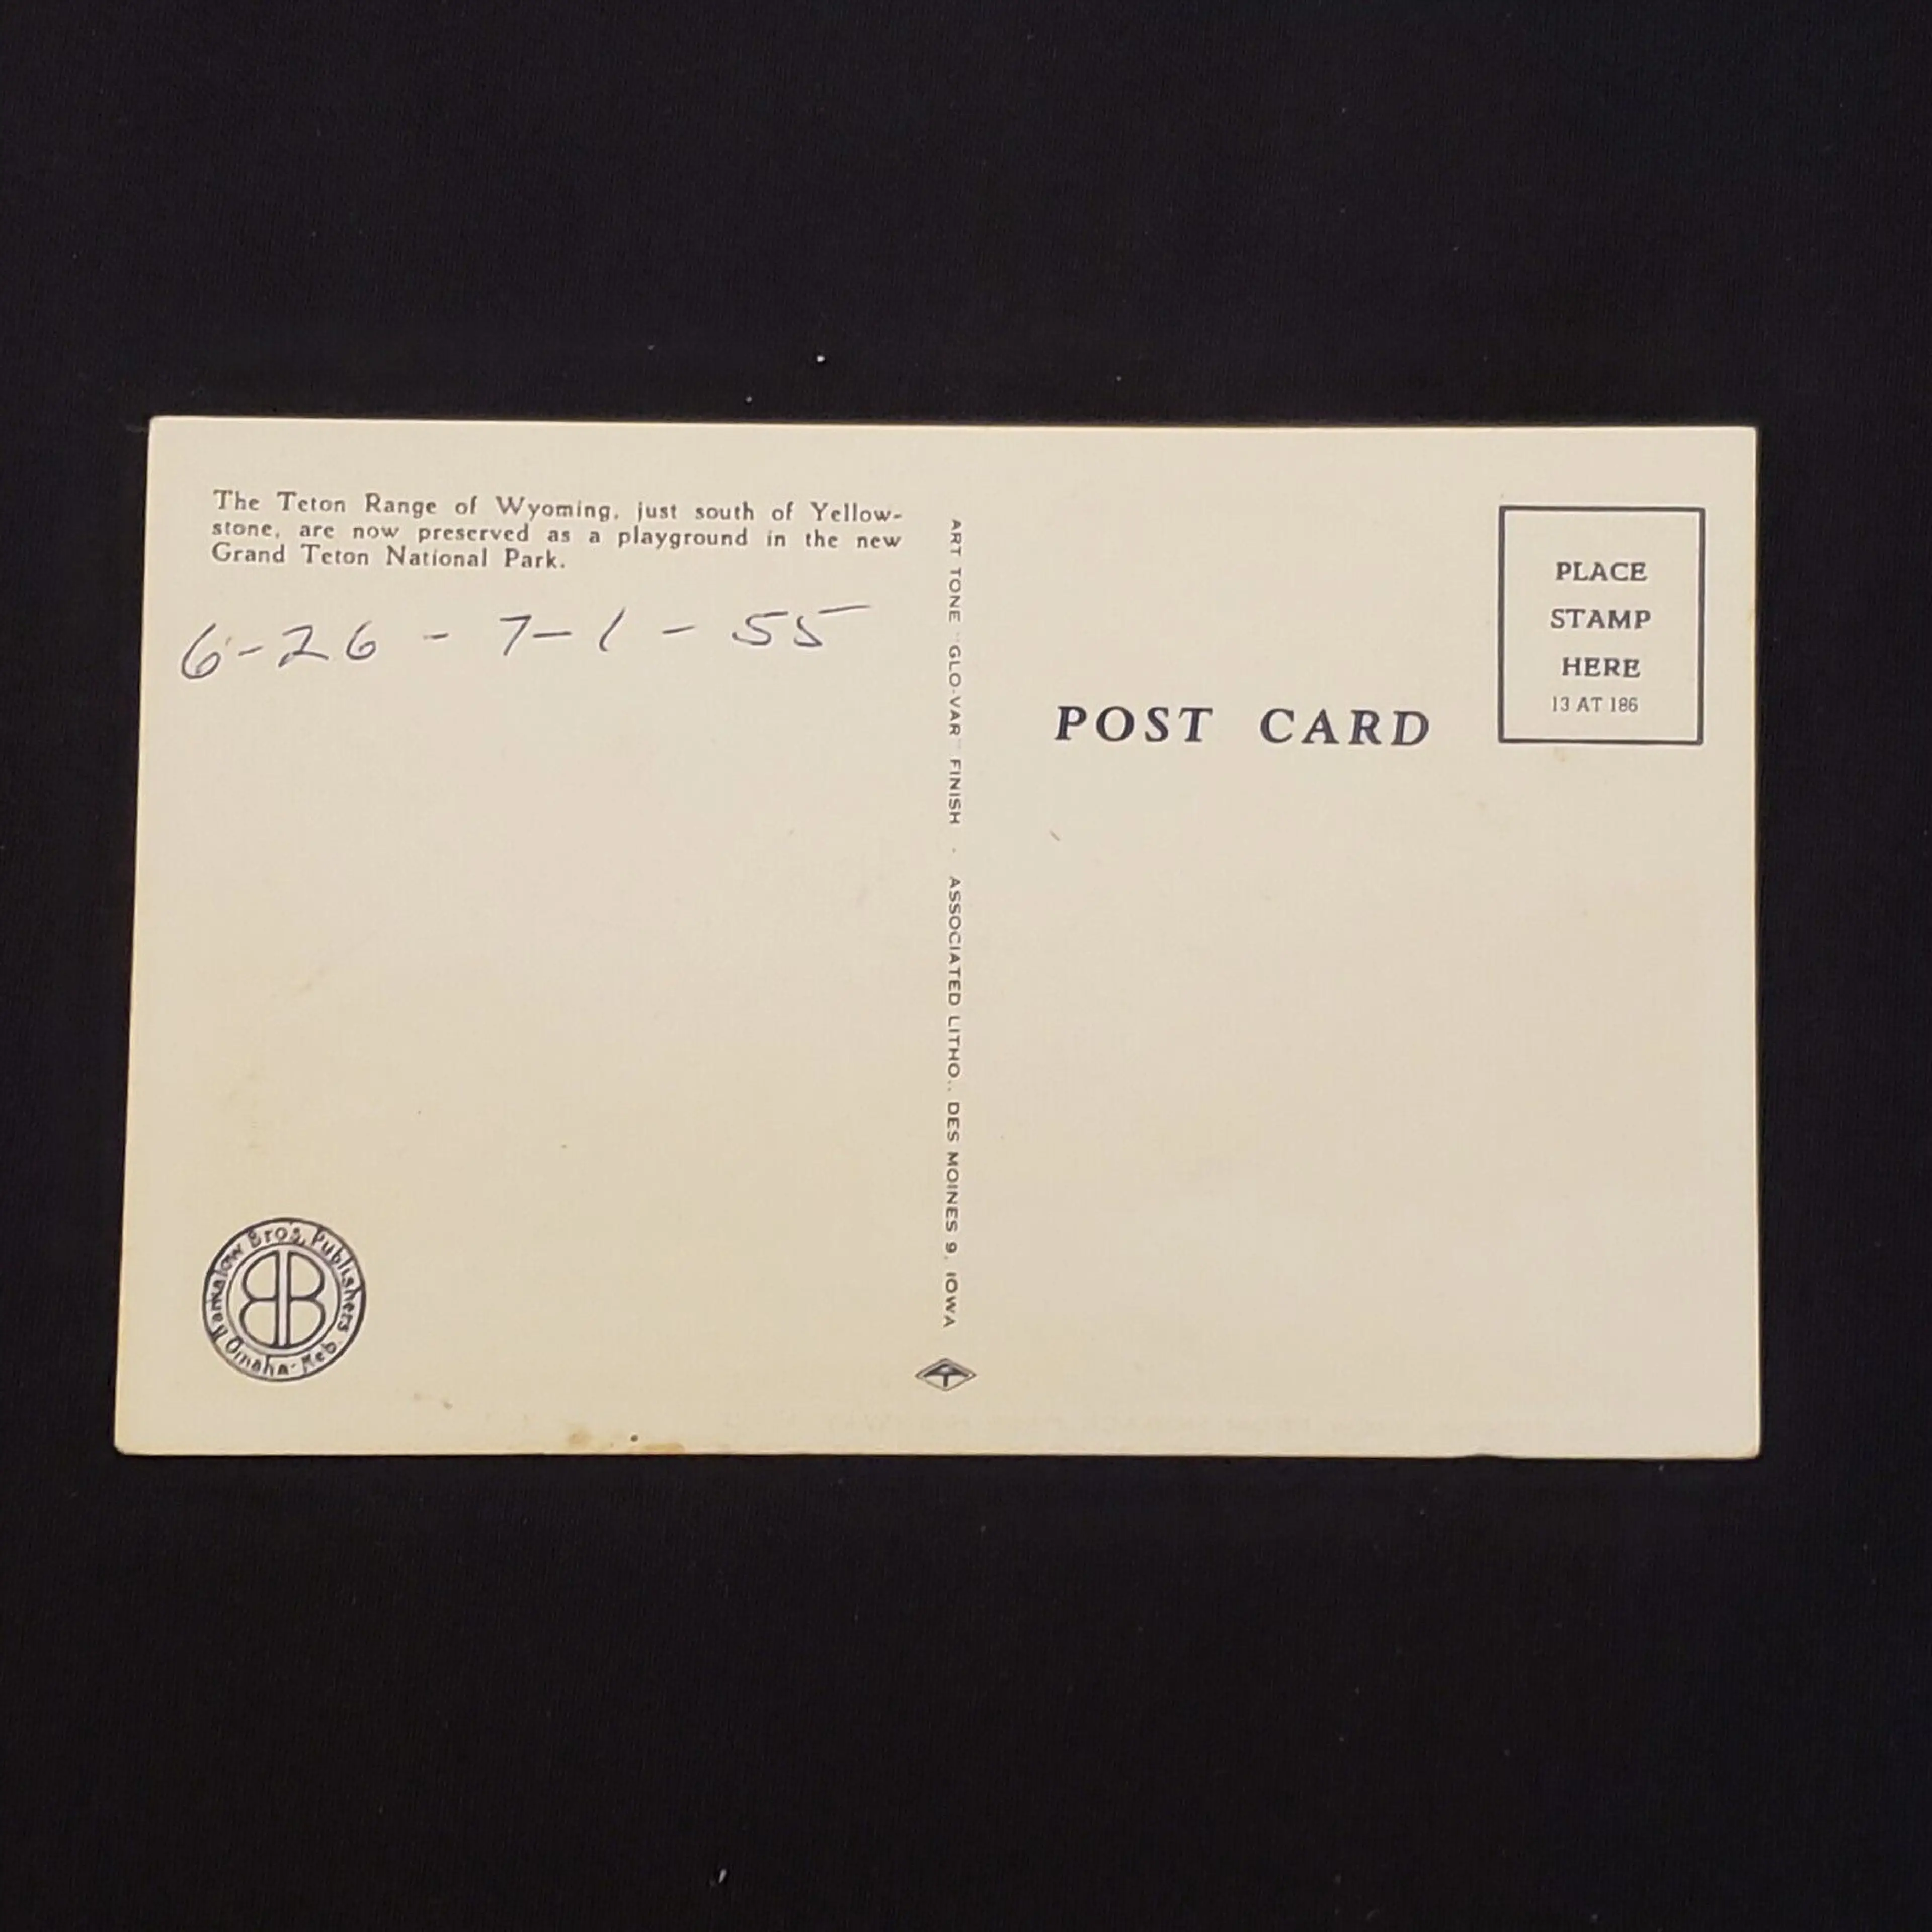 The Teton Range of Wyoming, just south of Yellow-
stone, are now preserved as a playground in the new
Grand Teton National Park.
6-26 - 7-1 - 55
Barkalow Bros. Publishers
Omaha-Neb.
BB
ART TONE "GLO-VAR" FINISH · ASSOCIATED LITHO., DES MOINES 9, IOWA
POST CARD
PLACE
STAMP
HERE
13 AT 186